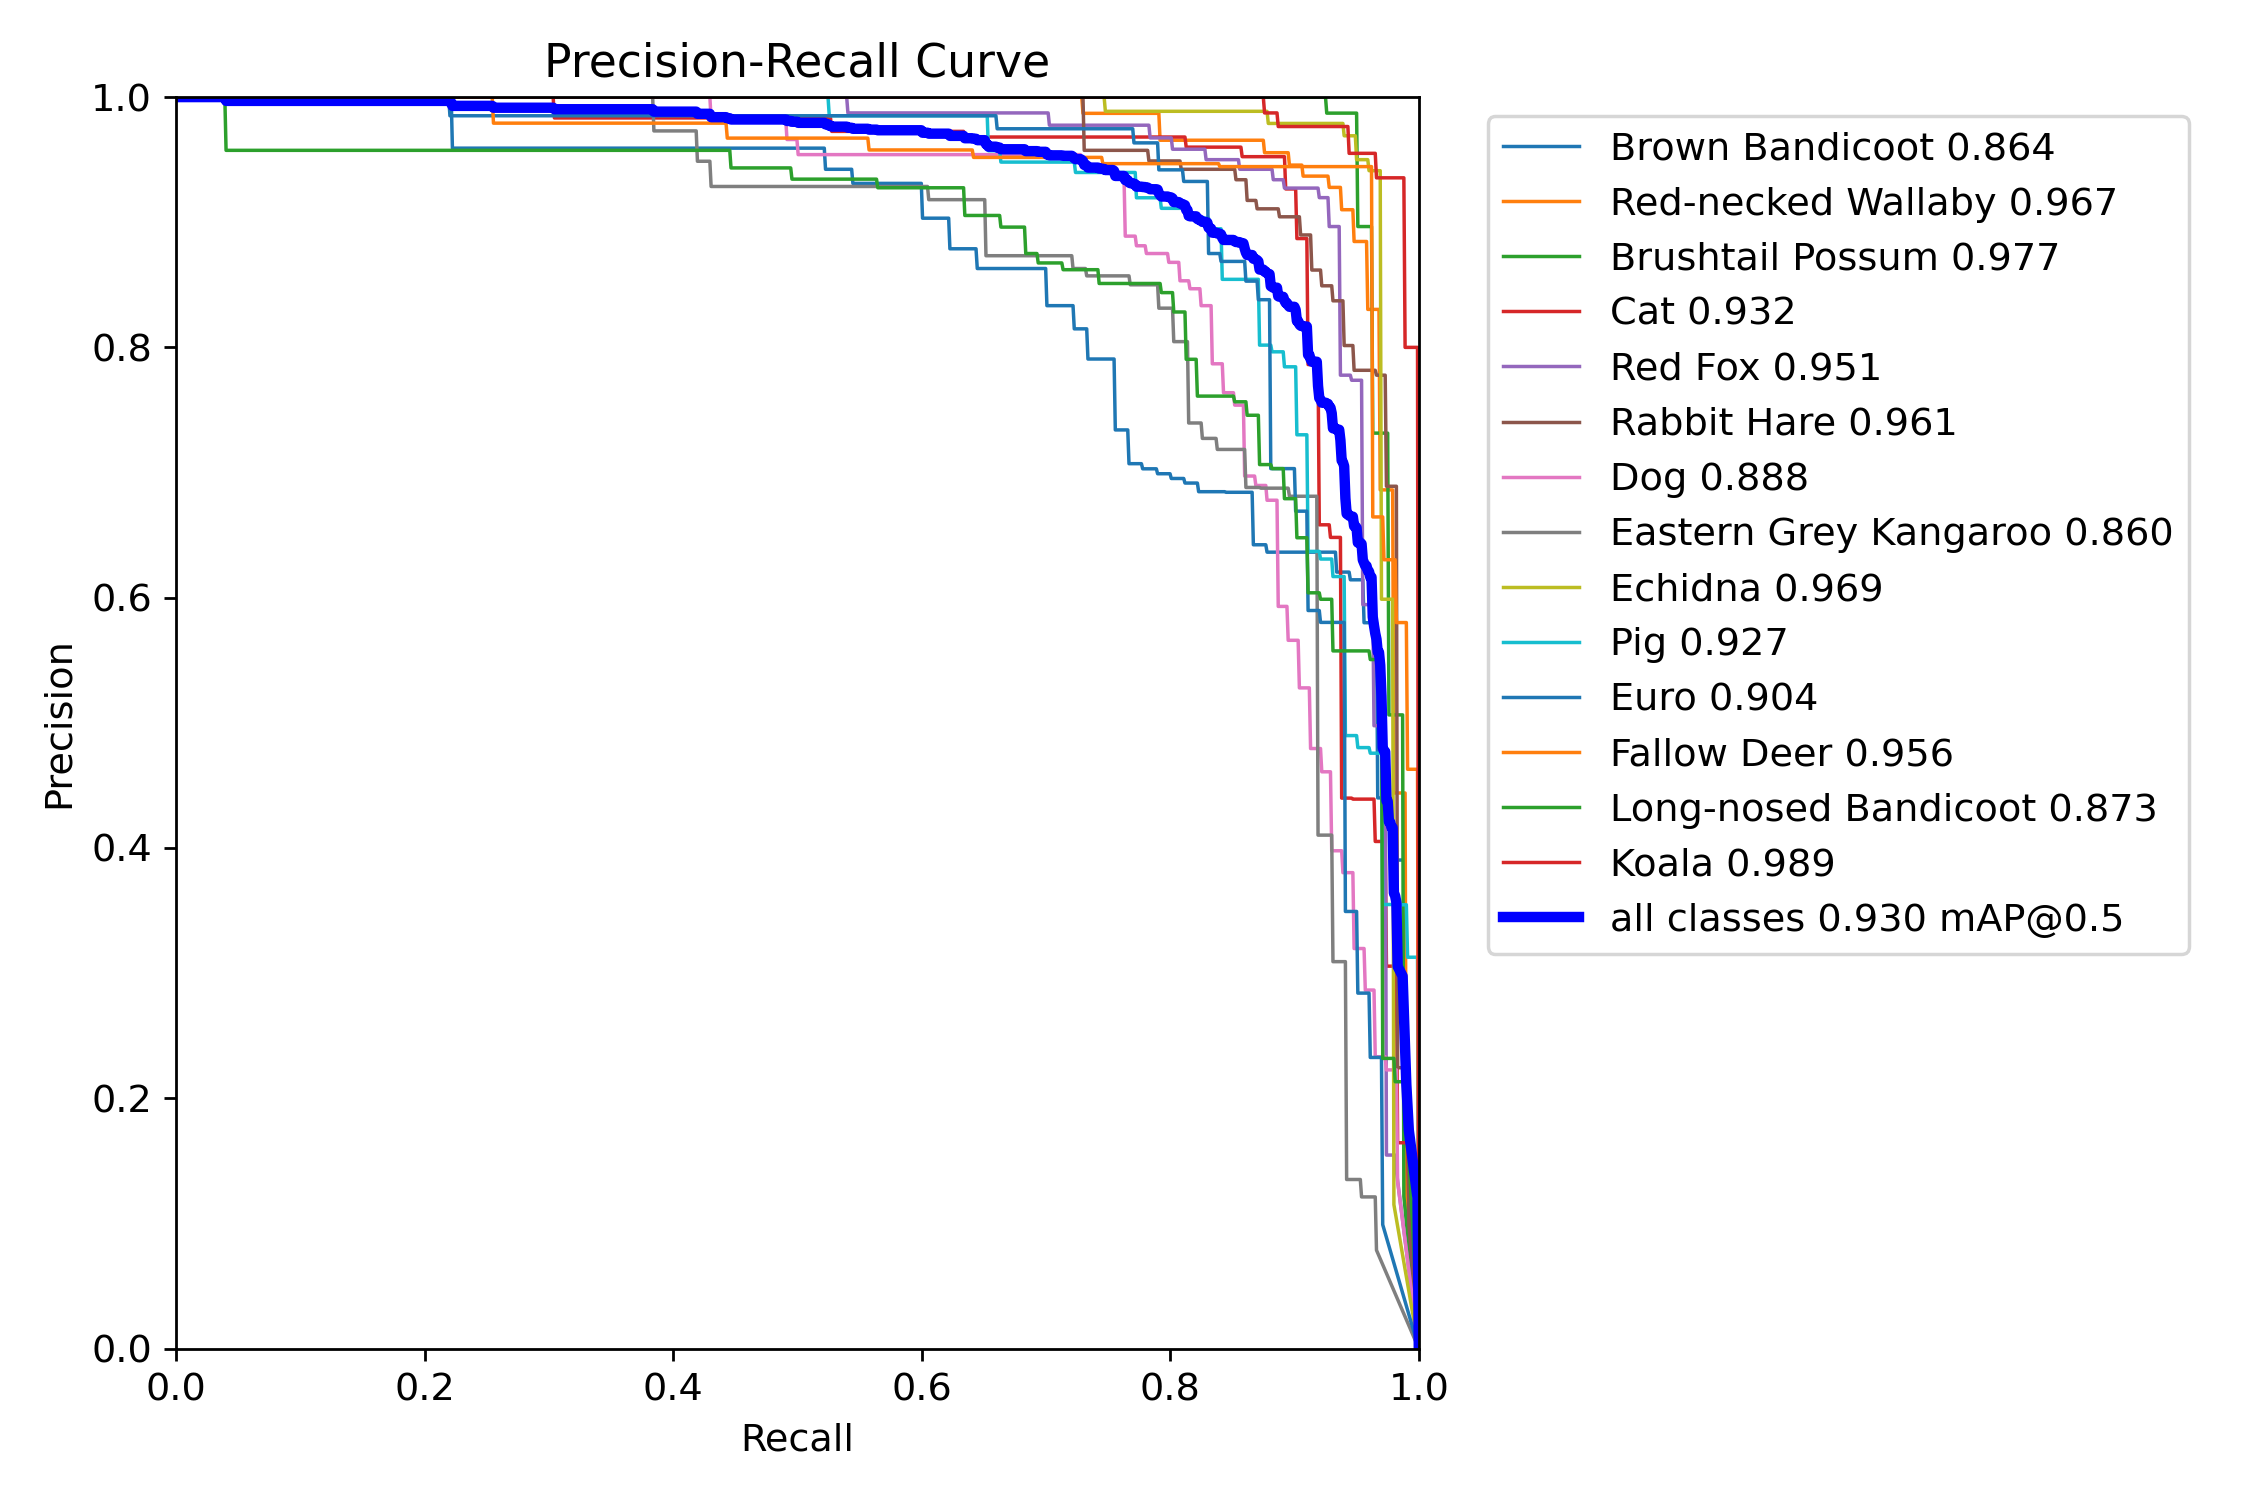 Precision-Recall Curve
1.0
0.8
0.6
0.4
0.2
0.0
Precision
0.0 0.2 0.4 0.6 0.8 1.0
Recall
Brown Bandicoot 0.864
Red-necked Wallaby 0.967
Brushtail Possum 0.977
Cat 0.932
Red Fox 0.951
Rabbit Hare 0.961
Dog 0.888
Eastern Grey Kangaroo 0.860
Echidna 0.969
Pig 0.927
Euro 0.904
Fallow Deer 0.956
Long-nosed Bandicoot 0.873
Koala 0.989
all classes 0.930 mAP@0.5